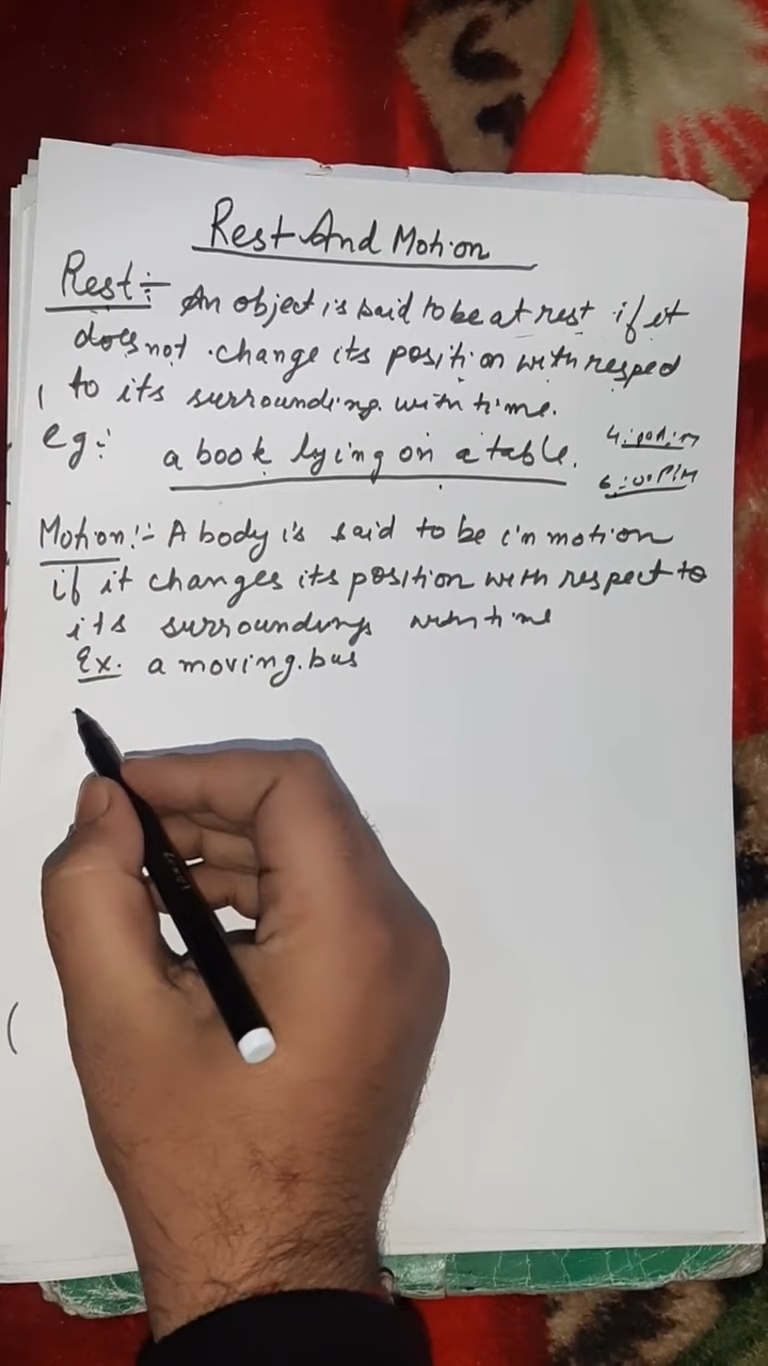 Rest And Motion
Rest:- An object is said to be at rest if it
does not change its position with respect
to its surrounding with time.
eg:- a book lying on a table.
6:00 P.M
Motion:- A body is said to be in motion
if it changes its position with respect to
its surroundings with time
Ex. a moving bus